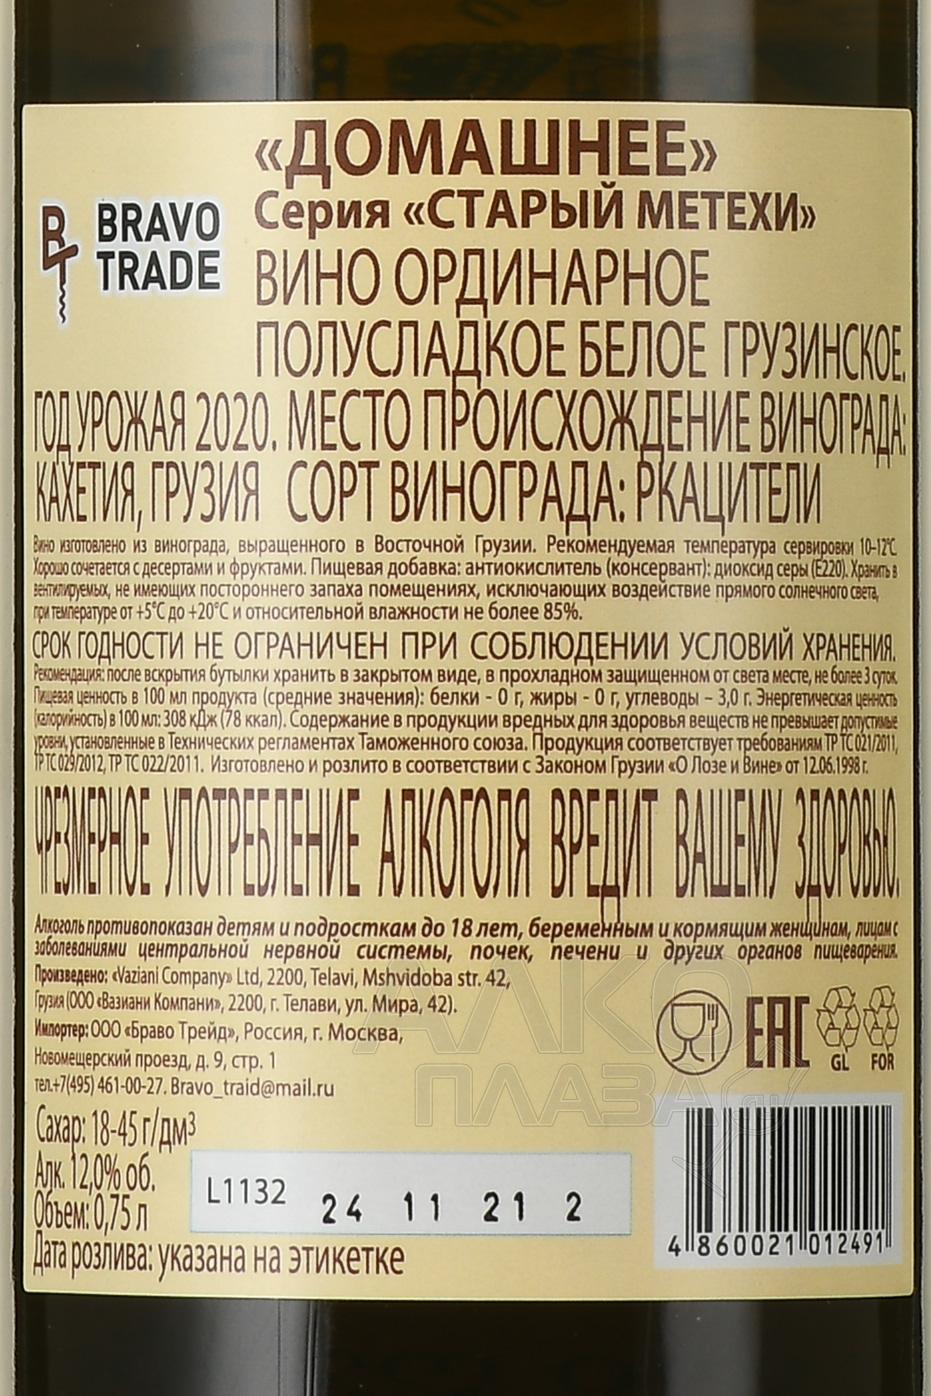 «ДОМАШНЕЕ»
Серия «СТАРЫЙ МЕТЕХИ»
BRAVO
TRADE
ВИНО ОРДИНАРНОЕ
ПОЛУСЛАДКОЕ БЕЛОЕ ГРУЗИНСКОЕ.
ГОД УРОЖАЯ 2020. МЕСТО ПРОИСХОЖДЕНИЕ ВИНОГРАДА:
КАХЕТИЯ, ГРУЗИЯ СОРТ ВИНОГРАДА: РКАЦИТЕЛИ
Вино изготовлено из винограда, выращенного в Восточной Грузии. Рекомендуемая температура сервировки 10-12°С.
Хорошо сочетается с десертами и фруктами. Пищевая добавка: антиокислитель (консервант): диоксид серы (Е220). Хранить в
вентилируемых, не имеющих постороннего запаха помещениях, исключающих воздействие прямого солнечного света,
при температуре от +5°С до +20°С и относительной влажности не более 85%.
СРОК ГОДНОСТИ НЕ ОГРАНИЧЕН ПРИ СОБЛЮДЕНИИ УСЛОВИЙ ХРАНЕНИЯ.
Рекомендация: после вскрытия бутылки хранить в закрытом виде, в прохладном защищенном от света месте, не более 3 суток.
Пищевая ценность в 100 мл продукта (средние значения): белки - 0 г, жиры - 0 г, углеводы – 3,0 г. Энергетическая ценность
(калорийность) в 100 мл: 308 кДж (78 ккал). Содержание в продукции вредных для здоровья веществ не превышает допустимые
уровни, установленные в Технических регламентах Таможенного союза. Продукция соответствует требованиям ТР ТС 021/2011,
ТР ТС 029/2012, ТР ТС 022/2011. Изготовлено и розлито в соответствии с Законом Грузии «О Лозе и Вине» от 12.06.1998 г.
ЧРЕЗМЕРНОЕ УПОТРЕБЛЕНИЕ АЛКОГОЛЯ ВРЕДИТ ВАШЕМУ ЗДОРОВЬЮ.
Алкоголь противопоказан детям и подросткам до 18 лет, беременным и кормящим женщинам, лицам с
заболеваниями центральной нервной системы, почек, печени и других органов пищеварения.
Произведено: «Vaziani Company» Ltd, 2200, Telavi, Mshvidoba str. 42,
Грузия (ООО «Вазиани Компани», 2200, г. Телави, ул. Мира, 42).
Импортер: ООО «Браво Трейд», Россия, г. Москва,
Новомещерский проезд, д. 9, стр. 1
тел.+7(495) 461-00-27. Bravo_traid@mail.ru
EAC
GL FOR
АЛКО
ПЛАЗА.ru
Сахар: 18-45 г/дм³
Алк. 12,0% об.
Объем: 0,75 л
L1132 24 11 21 2
Дата розлива: указана на этикетке
4 860021 012491